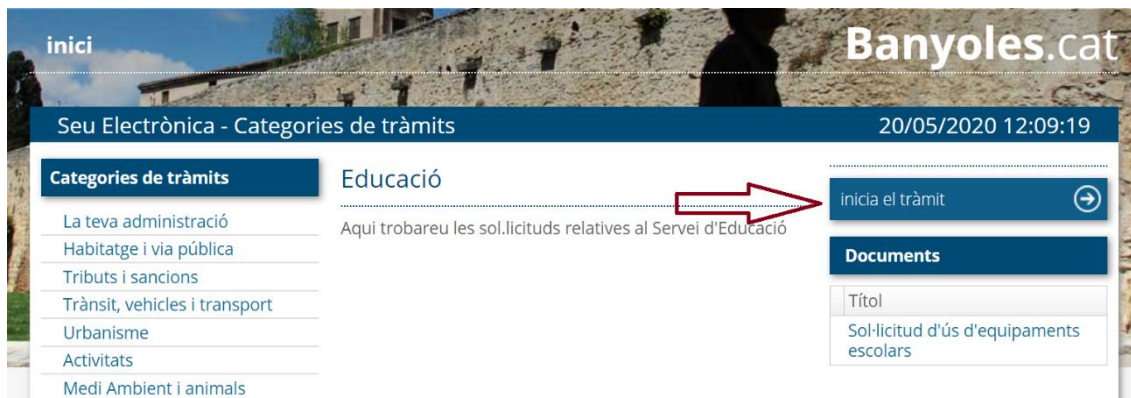 inici
Banyoles.cat
Seu Electrònica - Categories de tràmits
20/05/2020 12:09:19
Categories de tràmits
La teva administració
Habitatge i via pública
Tributs i sancions
Trànsit, vehicles i transport
Urbanisme
Activitats
Medi Ambient i animals
Educació
Aqui trobareu les sol.licituds relatives al Servei d'Educació
inicia el tràmit
Documents
Títol
Sol·licitud d'ús d'equipaments
escolars